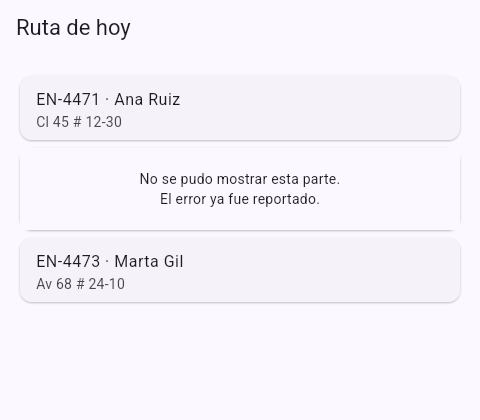 Ruta de hoy
EN-4471 · Ana Ruiz
Cl 45 # 12-30
No se pudo mostrar esta parte.
El error ya fue reportado.
EN-4473 · Marta Gil
Av 68 # 24-10